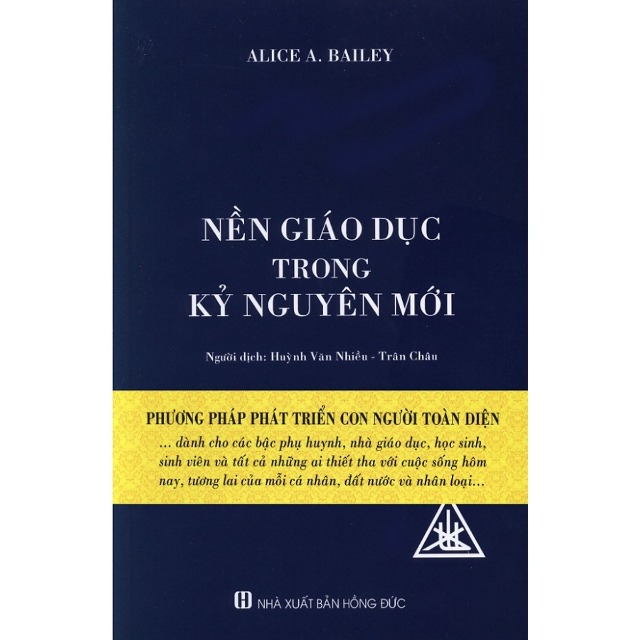 ALICE A. BAILEY
NỀN GIÁO DỤC
TRONG
KỶ NGUYÊN MỚI
Người dịch: Huỳnh Văn Nhiều - Trân Châu
PHƯƠNG PHÁP PHÁT TRIỂN CON NGƯỜI TOÀN DIỆN
... dành cho các bậc phụ huynh, nhà giáo dục, học sinh,
sinh viên và tất cả những ai thiết tha với cuộc sống hôm
nay, tương lai của mỗi cá nhân, đất nước và nhân loại...
NHÀ XUẤT BẢN HỒNG ĐỨC